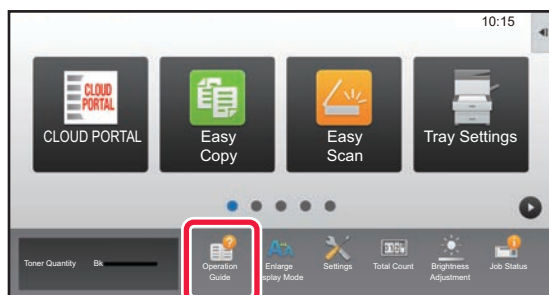 10:15
CLOUD
PORTAL
CLOUD PORTAL
Easy
Copy
Easy
Scan
Tray Settings
Toner Quantity Bk
Operation
Guide
Enlarge
splay Mode
Settings
Total Count
Brightness
Adjustment
Job Status